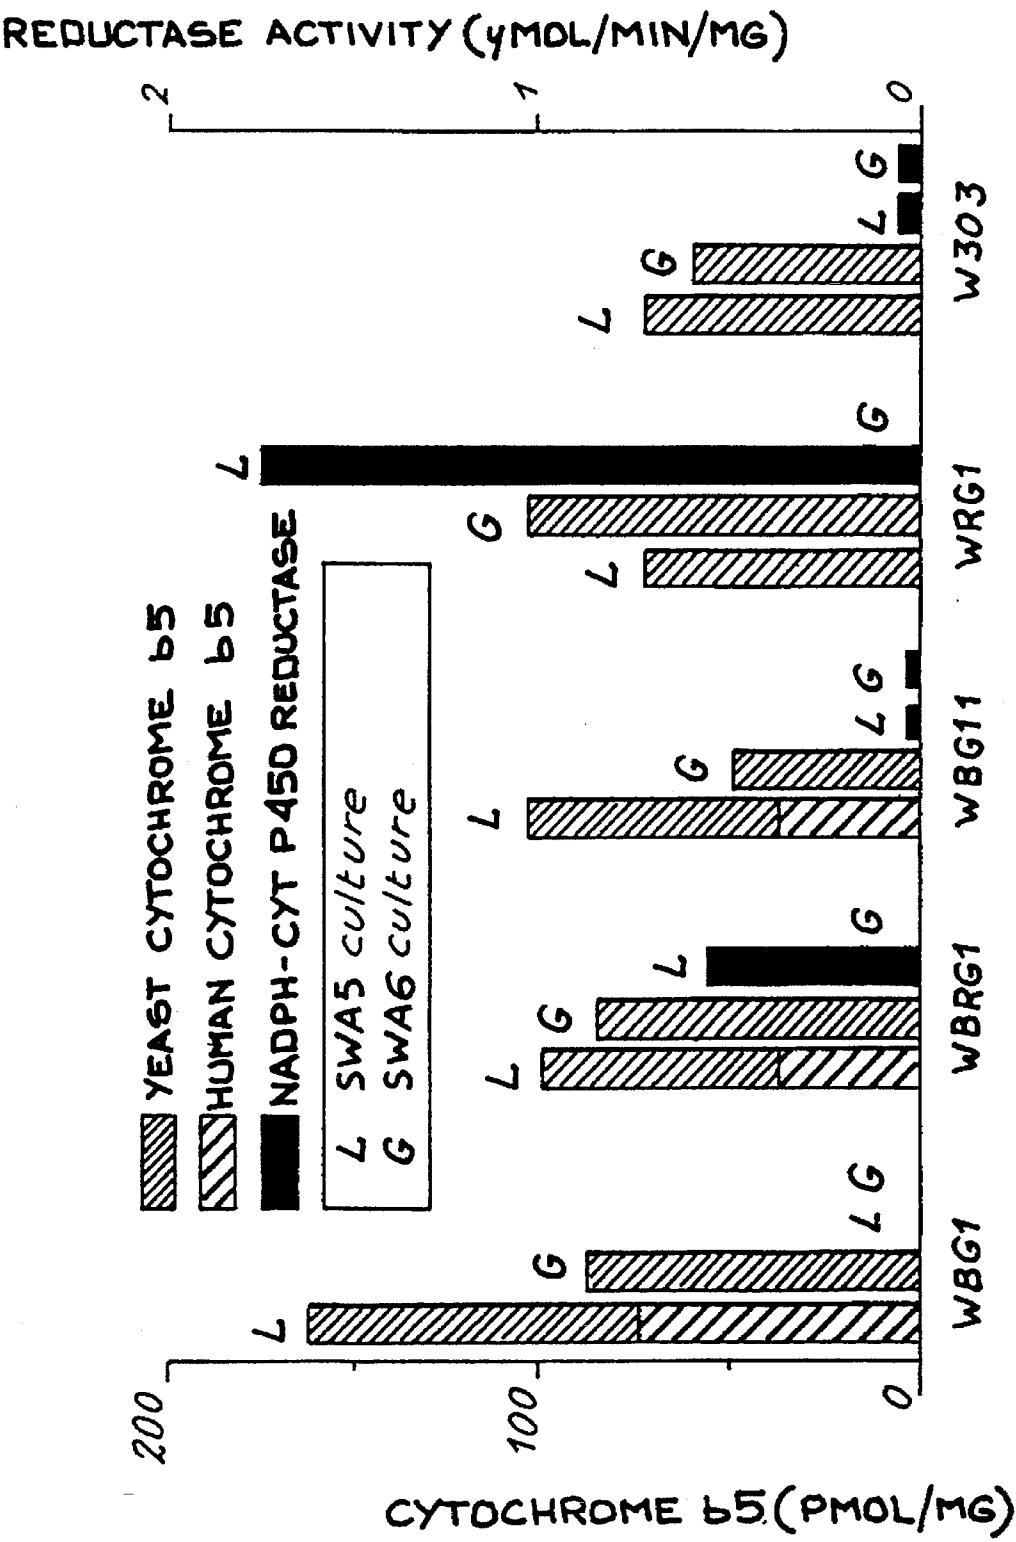 CYTOCHROME b5 (PMOL/MG)
200
100
0
YEAST CYTOCHROME b5
HUMAN CYTOCHROME b5
NADPH-CYT P450 REDUCTASE
L SWA5 culture
G SWA6 culture
L
G
L G
L
G
L
G
L
G
L G
L
G
L
G
L
G
L G
WBG1
WBRG1
WBG11
WRG1
W303
2
1
0
REDUCTASE ACTIVITY (yMOL/MIN/MG)